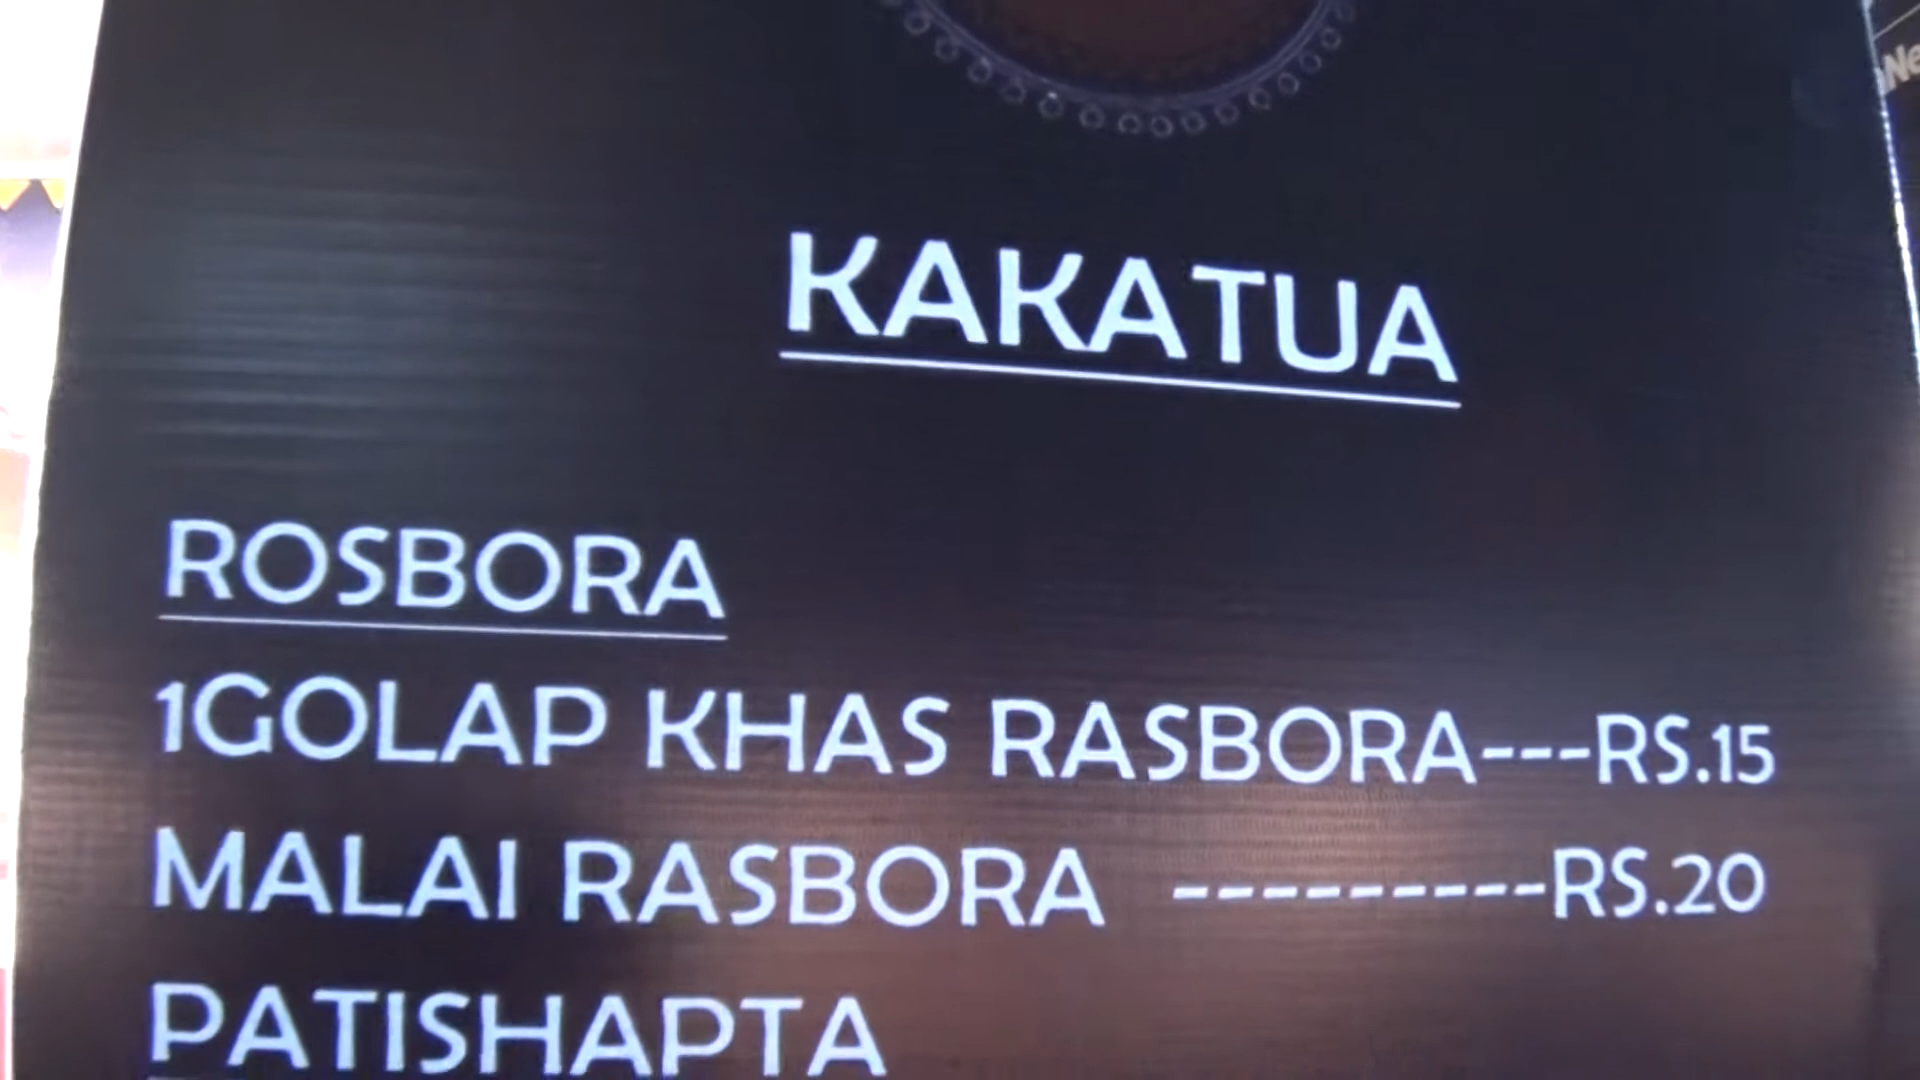 KAKATUA
ROSBORA
1GOLAP KHAS RASBORA---RS.15
MALAI RASBORA ---------RS.20
PATISHAPTA